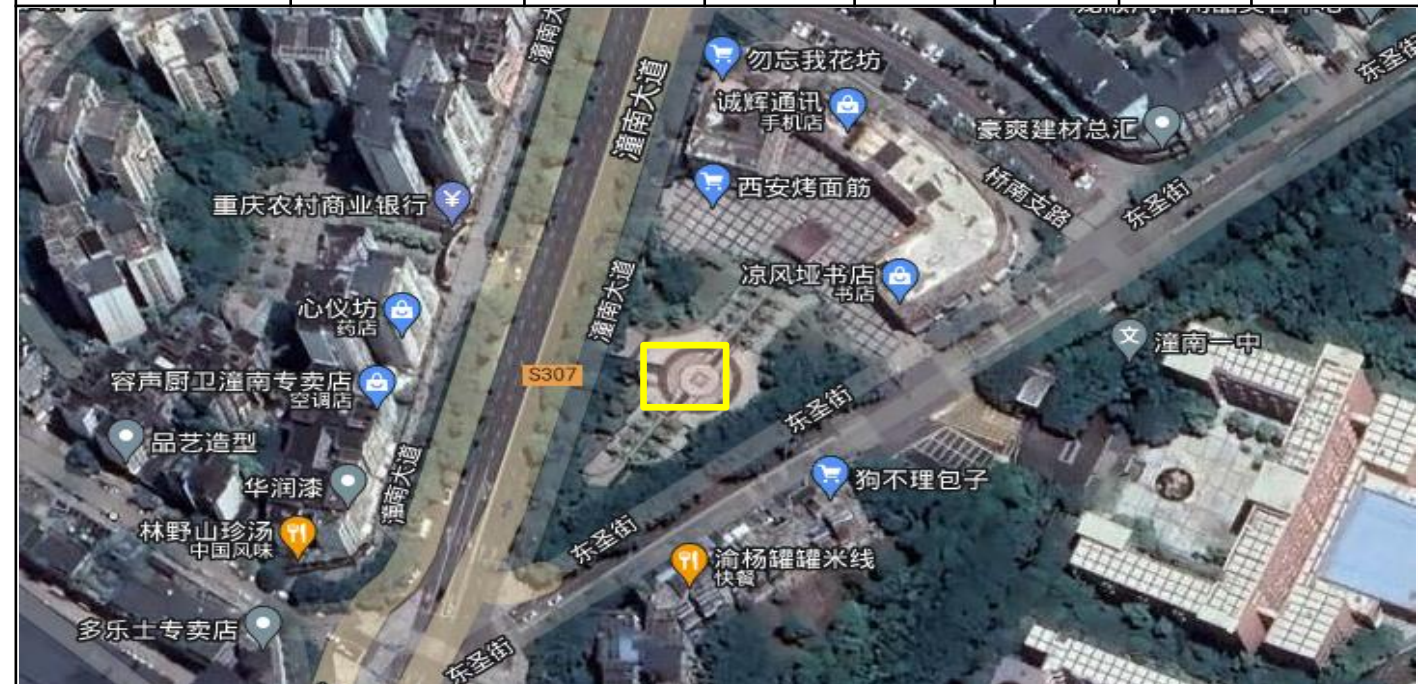 潼南大道
潼南大道
东圣街
勿忘我花坊
诚辉通讯
手机店
豪爽建材总汇
重庆农村商业银行
西安烤面筋
桥南支路
东圣街
心仪坊
药店
潼南大道
凉风垭书店
书店
潼南一中
容声厨卫潼南专卖店
空调店
S307
东圣街
品艺造型
华润漆
潼南大道
狗不理包子
林野山珍汤
中国风味
东圣街
渝杨罐罐米线
快餐
多乐士专卖店
东圣街
文